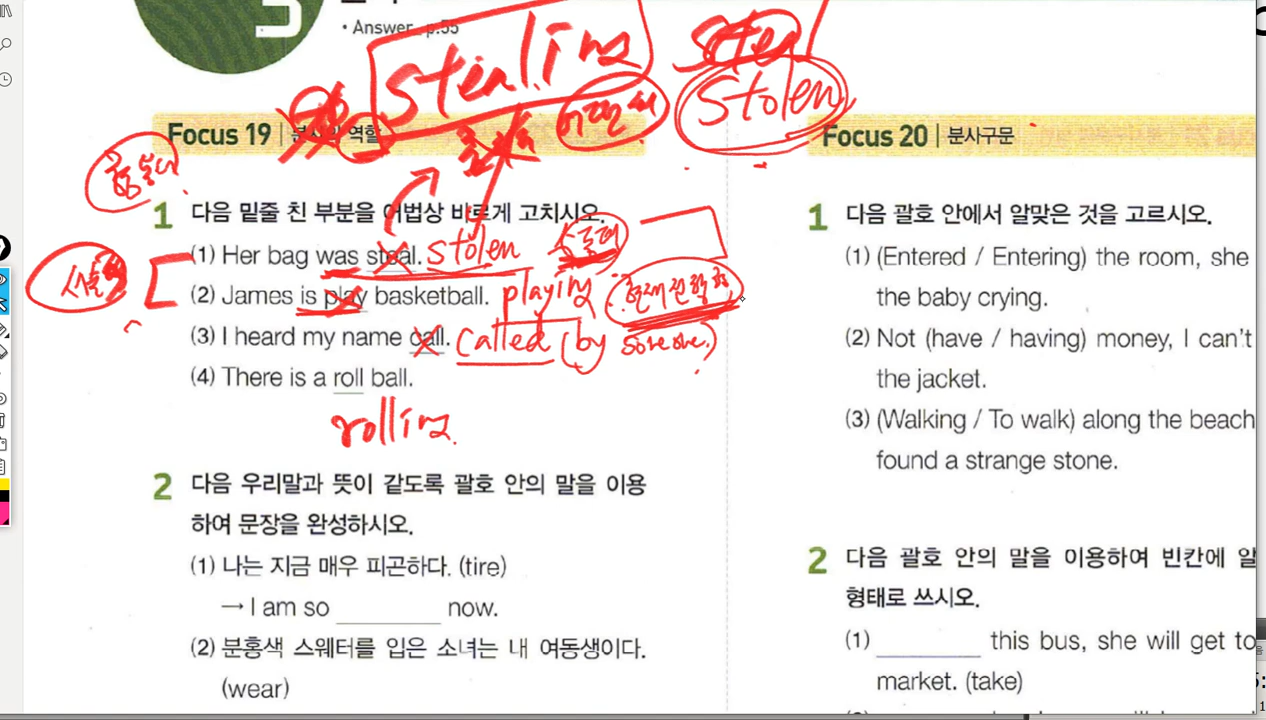 3
• Answer p.55
stealing
stolen
Focus 19 | 분사의 역할
1 다음 밑줄 친 부분을 어법상 바르게 고치시오.
(1) Her bag was steal. stolen
(2) James is play basketball. playing 현재진행형
(3) I heard my name call. called (by someone.)
(4) There is a roll ball.
rolling
2 다음 우리말과 뜻이 같도록 괄호 안의 말을 이용
하여 문장을 완성하시오.
(1) 나는 지금 매우 피곤하다. (tire)
→ I am so ________ now.
(2) 분홍색 스웨터를 입은 소녀는 내 여동생이다.
(wear)
Focus 20 | 분사구문
1 다음 괄호 안에서 알맞은 것을 고르시오.
(1) (Entered / Entering) the room, she
the baby crying.
(2) Not (have / having) money, I can't
the jacket.
(3) (Walking / To walk) along the beach
found a strange stone.
2 다음 괄호 안의 말을 이용하여 빈칸에 알
형태로 쓰시오.
(1) ________ this bus, she will get to
market. (take)